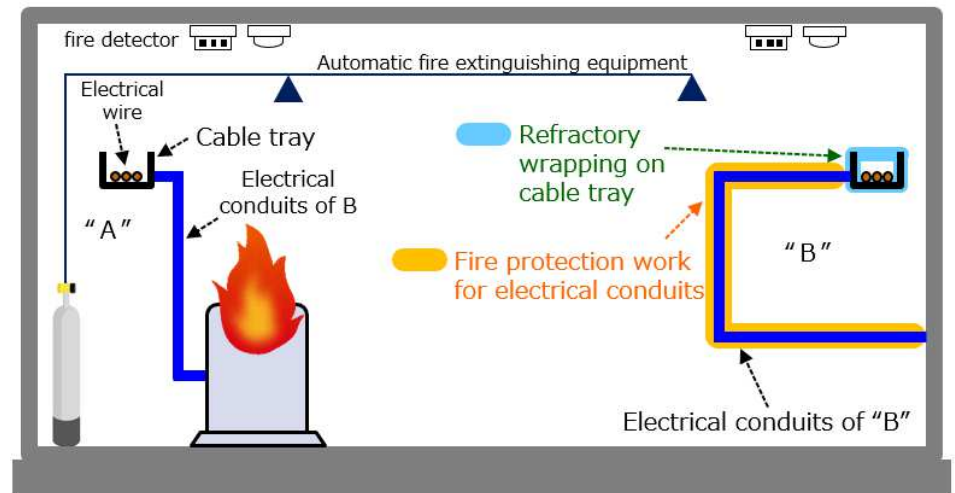 fire detector
Automatic fire extinguishing equipment
Electrical
wire
Cable tray
Electrical
conduits of B
“A”
Refractory
wrapping on
cable tray
“B”
Fire protection work
for electrical conduits
Electrical conduits of “B”